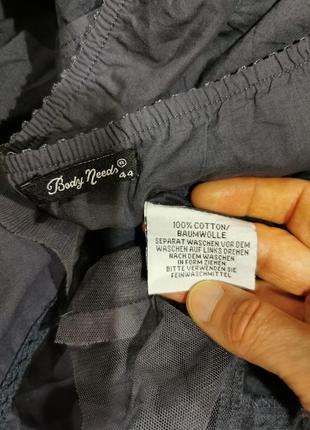 Body Needs®
44
100% COTTON/
BAUMWOLLE
SEPARAT WASCHEN VOR DEM
WASCHEN AUF LINKS DREHEN
NACH DEM WASCHEN
IN FORM ZIEHEN
BITTE VERWENDEN SIE
FEINWASCHMITTEL